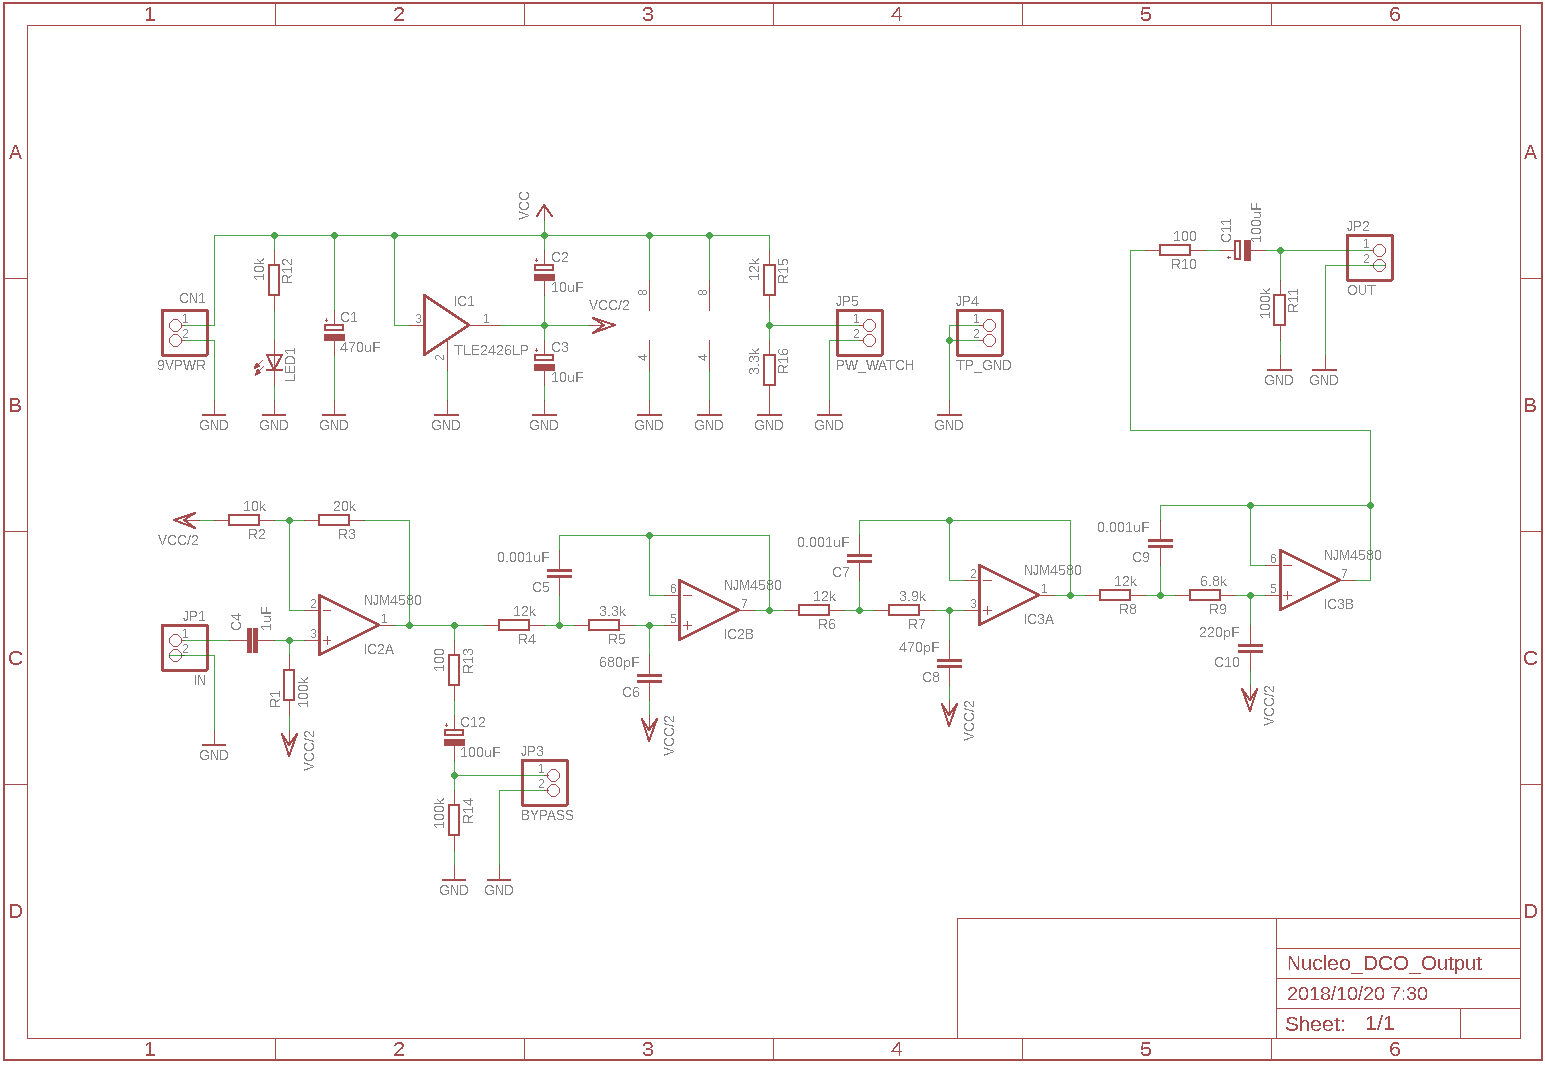 1 2 3 4 5 6
A A
B B
C C
D D
VCC
CN1
1
2
9VPWR
GND
10k
R12
LED1
GND
C1
470uF
GND
IC1
3
1
2
TLE2426LP
GND
C2
10uF
VCC/2
C3
10uF
GND
8
4
GND
8
4
GND
12k
R15
3.3k
R16
GND
JP5
1
2
PW_WATCH
GND
JP4
1
2
TP_GND
GND
100
R10
C11
100uF
JP2
1
2
OUT
100k
R11
GND
GND
VCC/2
10k
R2
20k
R3
JP1
1
2
IN
GND
C4
1uF
R1
100k
VCC/2
2
3
1
NJM4580
IC2A
100
R13
C12
100uF
JP3
1
2
BYPASS
100k
R14
GND
GND
12k
R4
0.001uF
C5
3.3k
R5
680pF
C6
VCC/2
6
5
7
NJM4580
IC2B
12k
R6
0.001uF
C7
3.9k
R7
470pF
C8
VCC/2
2
3
1
NJM4580
IC3A
12k
R8
0.001uF
C9
6.8k
R9
220pF
C10
VCC/2
6
5
7
NJM4580
IC3B
Nucleo_DCO_Output
2018/10/20 7:30
Sheet: 1/1
1 2 3 4 5 6